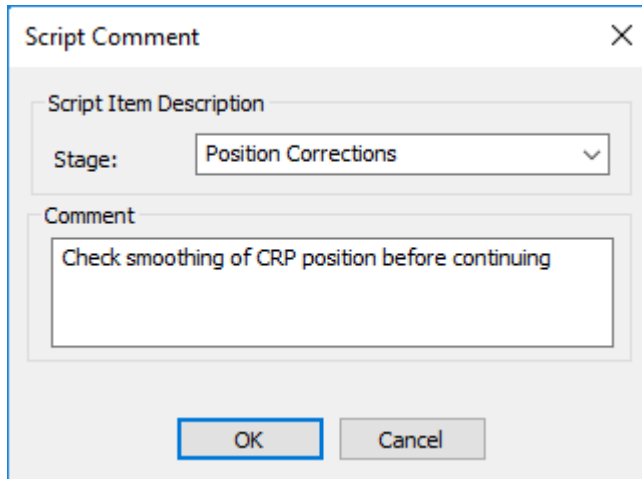 Script Comment
Script Item Description
Stage: Position Corrections
Comment
Check smoothing of CRP position before continuing
OK Cancel